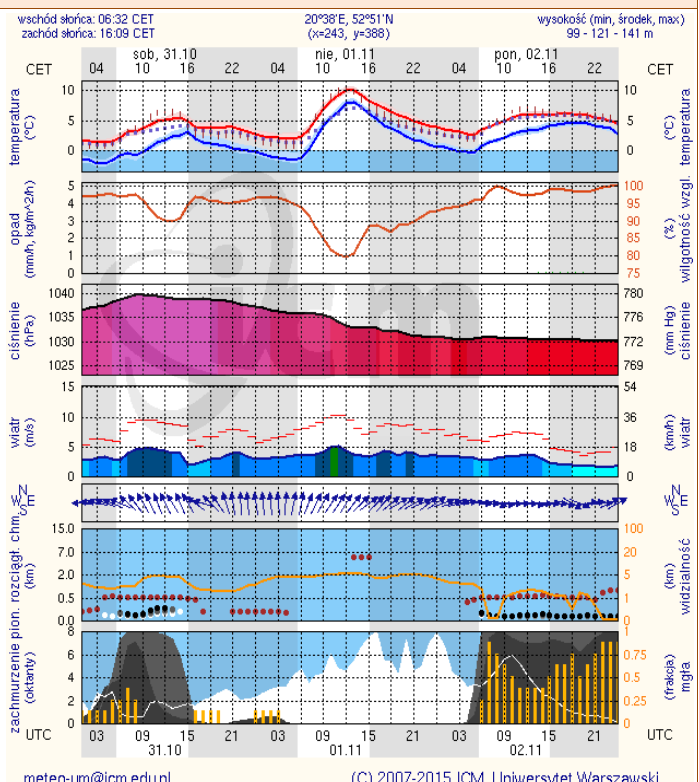 wschód słońca: 06:32 CET 20°38'E, 52°51'N wysokość (min, środek, max)
zachód słońca: 16:09 CET (x=243, y=388) 99 - 121 - 141 m
sob, 31.10 nie, 01.11 pon, 02.11
CET 04 10 16 22 04 10 16 22 04 10 16 22 CET
temperatura (°C)
10 10
5 5
0 0
temperatura (°C)
opad (mm/h, kg/m^2/h)
5 100
4 95
3 90
2 85
1 80
0 75
(%) wilgotność wzgl.
ciśnienie (hPa)
1040 780
1035 776
1030 772
1025 769
(mm Hg) ciśnienie
wiatr (m/s)
15 54
10 36
5 18
0 0
(km/h) wiatr
N
W E
S
N
W E
S
pion. rozciągł. chm. (km)
15.0 100
7.0 20
2.0 5
0.5 1
0.0 0
(km) widzialność
zachmurzenie (oktanty)
8 1
6 0.75
4 0.5
2 0.25
0 0
(frakcja) mgła
UTC 03 09 15 21 03 09 15 21 03 09 15 21 UTC
31.10 01.11 02.11
icm
meteo-um@icm.edu.pl (C) 2007-2015 ICM, Uniwersytet Warszawski